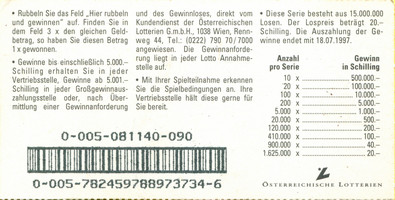 • Rubbeln Sie das Feld „Hier rubbeln
und gewinnen" auf. Finden Sie in
dem Feld 3 x den gleichen Geld-
betrag, so haben Sie diesen Betrag
1 x gewonnen.
• Gewinne bis einschließlich 5.000.–
Schilling erhalten Sie in jeder
Vertriebsstelle, Gewinne ab 5.001.–
Schilling in jeder Großgewinnaus-
zahlungsstelle oder, nach Über-
mittlung einer Gewinnanforderung
und des Gewinnloses, direkt vom
Kundendienst der Österreichischen
Lotterien G.m.b.H., 1038 Wien, Renn-
weg 44, Tel. (0222) 790 70/7000
angewiesen. Die Gewinnanforde-
rung liegt in jeder Lotto Annahme-
stelle auf.
• Mit Ihrer Spielteilnahme erkennen
Sie die Spielbedingungen an. Ihre
Vertriebsstelle hält diese gerne für
Sie bereit.
• Diese Serie besteht aus 15.000.000
Losen. Der Lospreis beträgt 20.–
Schilling. Die Auszahlung der Ge-
winne endet mit 18.07.1997.
Anzahl Gewinn
pro Serie in Schilling
10 x 500.000.–
20 x 100.000.–
100 x 10.000.–
200 x 5.000.–
5.000 x 1.000.–
20.000 x 500.–
120.000 x 200.–
410.000 x 100.–
900.000 x 40.–
1.625.000 x 20.–
0-005-081140-090
0-005-782459788973734-6
ÖSTERREICHISCHE LOTTERIEN